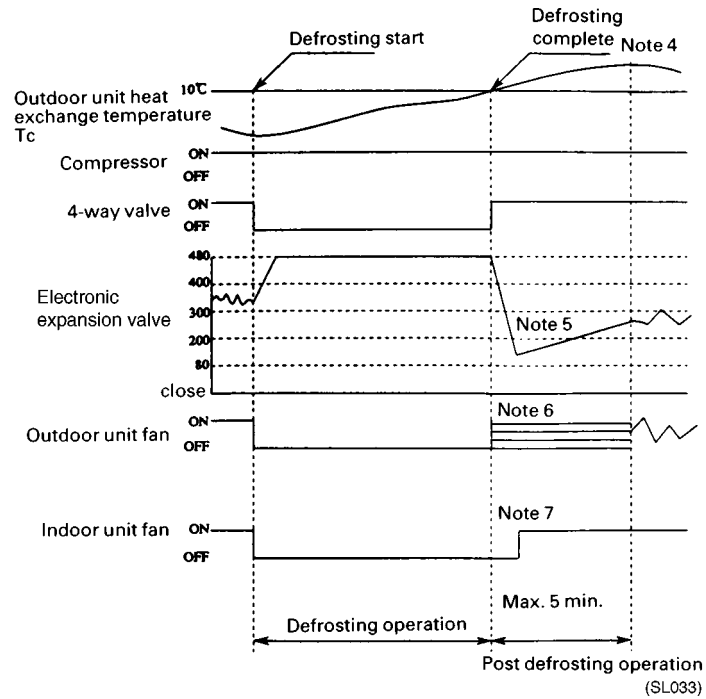 Defrosting start
Defrosting
complete
Note 4
10℃
Outdoor unit heat
exchange temperature
Tc
Compressor
ON
OFF
4-way valve
ON
OFF
Electronic
expansion valve
480
400
300
200
80
close
Note 5
Outdoor unit fan
ON
OFF
Note 6
Indoor unit fan
ON
OFF
Note 7
Max. 5 min.
Defrosting operation
Post defrosting operation
(SL033)